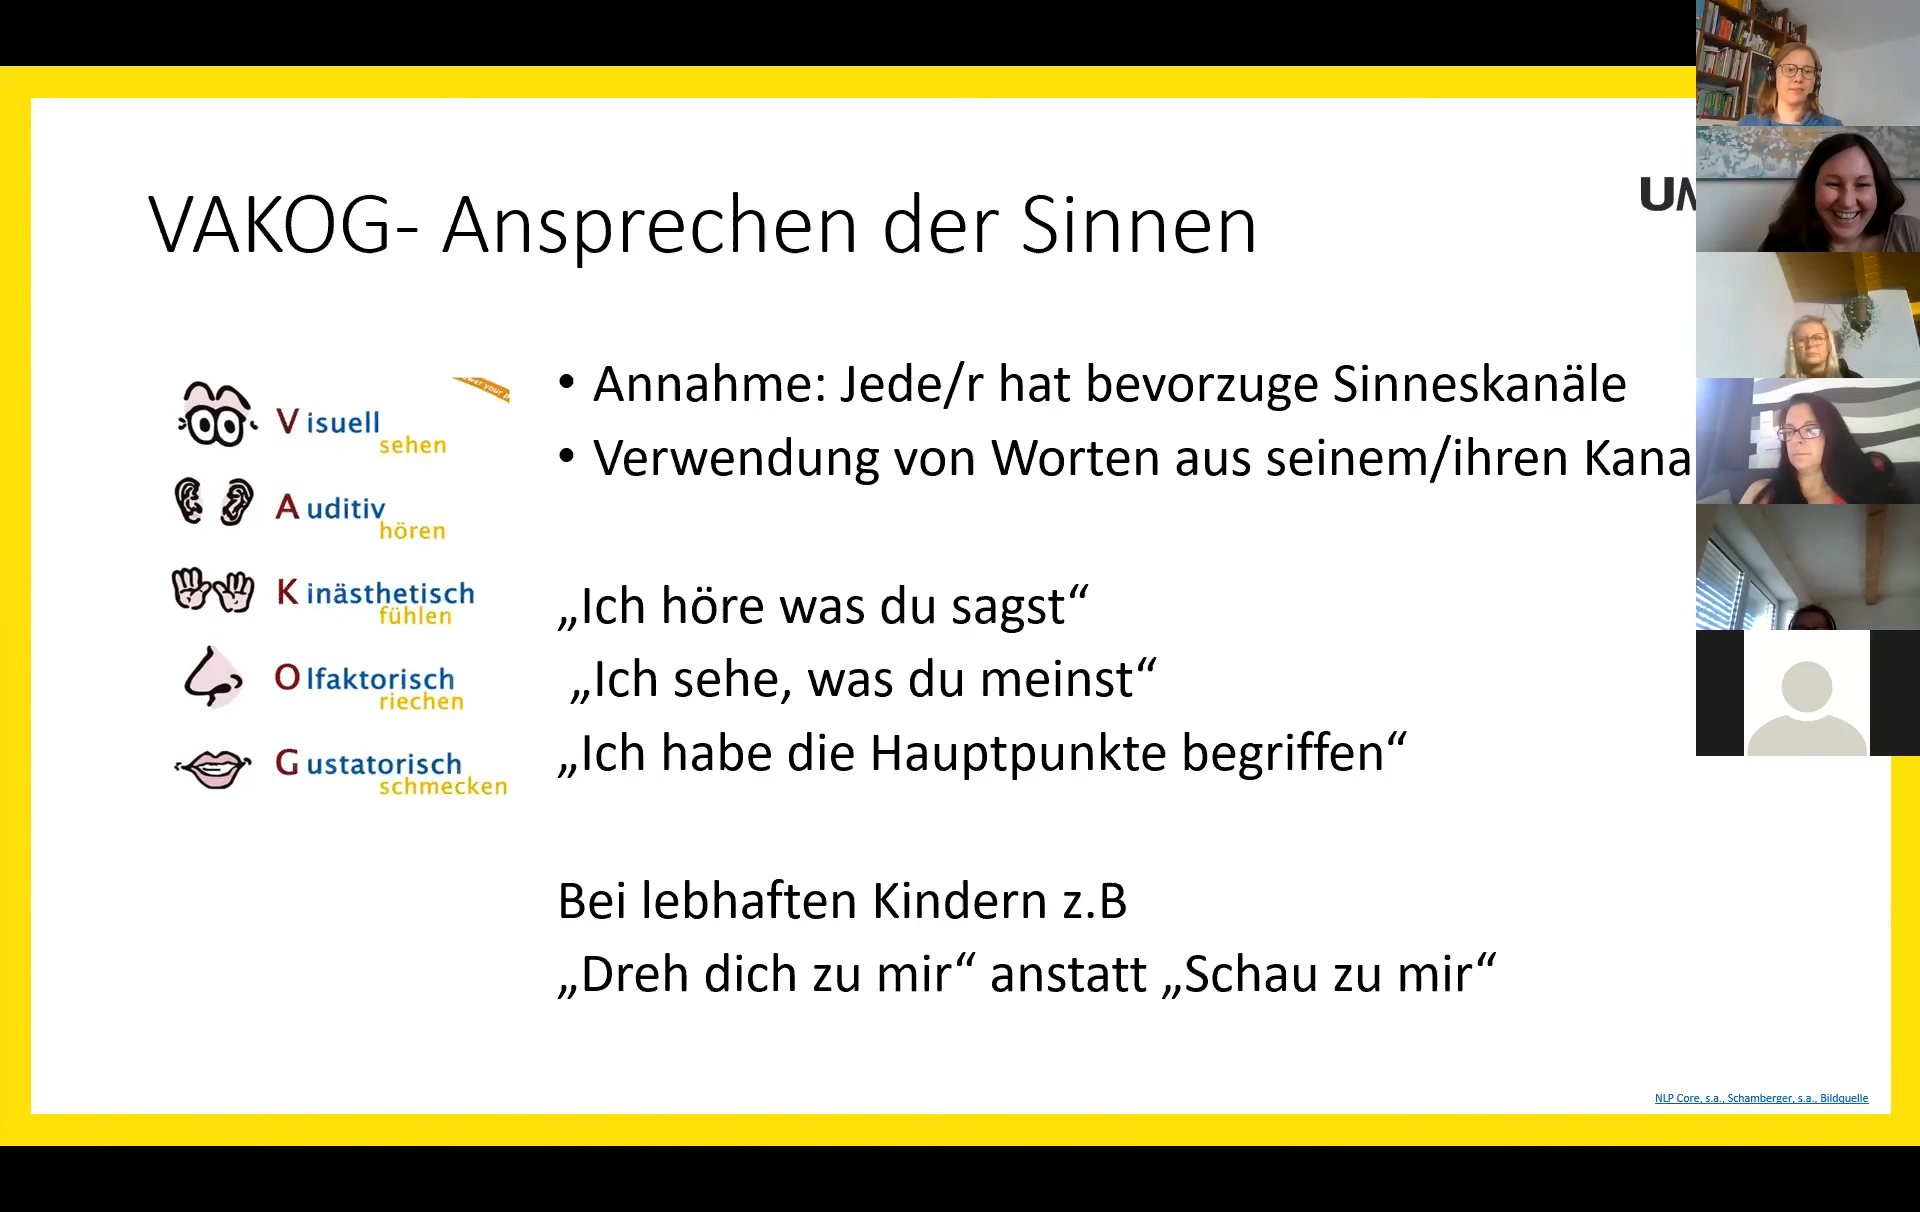 VAKOG- Ansprechen der Sinnen
Visuell
sehen
Auditiv
hören
Kinästhetisch
fühlen
Olfaktorisch
riechen
Gustatorisch
schmecken
• Annahme: Jede/r hat bevorzuge Sinneskanäle
• Verwendung von Worten aus seinem/ihren Kana
„Ich höre was du sagst“
„Ich sehe, was du meinst“
„Ich habe die Hauptpunkte begriffen“
Bei lebhaften Kindern z.B
„Dreh dich zu mir“ anstatt „Schau zu mir“
NLP Core, s.a., Schamberger, s.a., Bildquelle